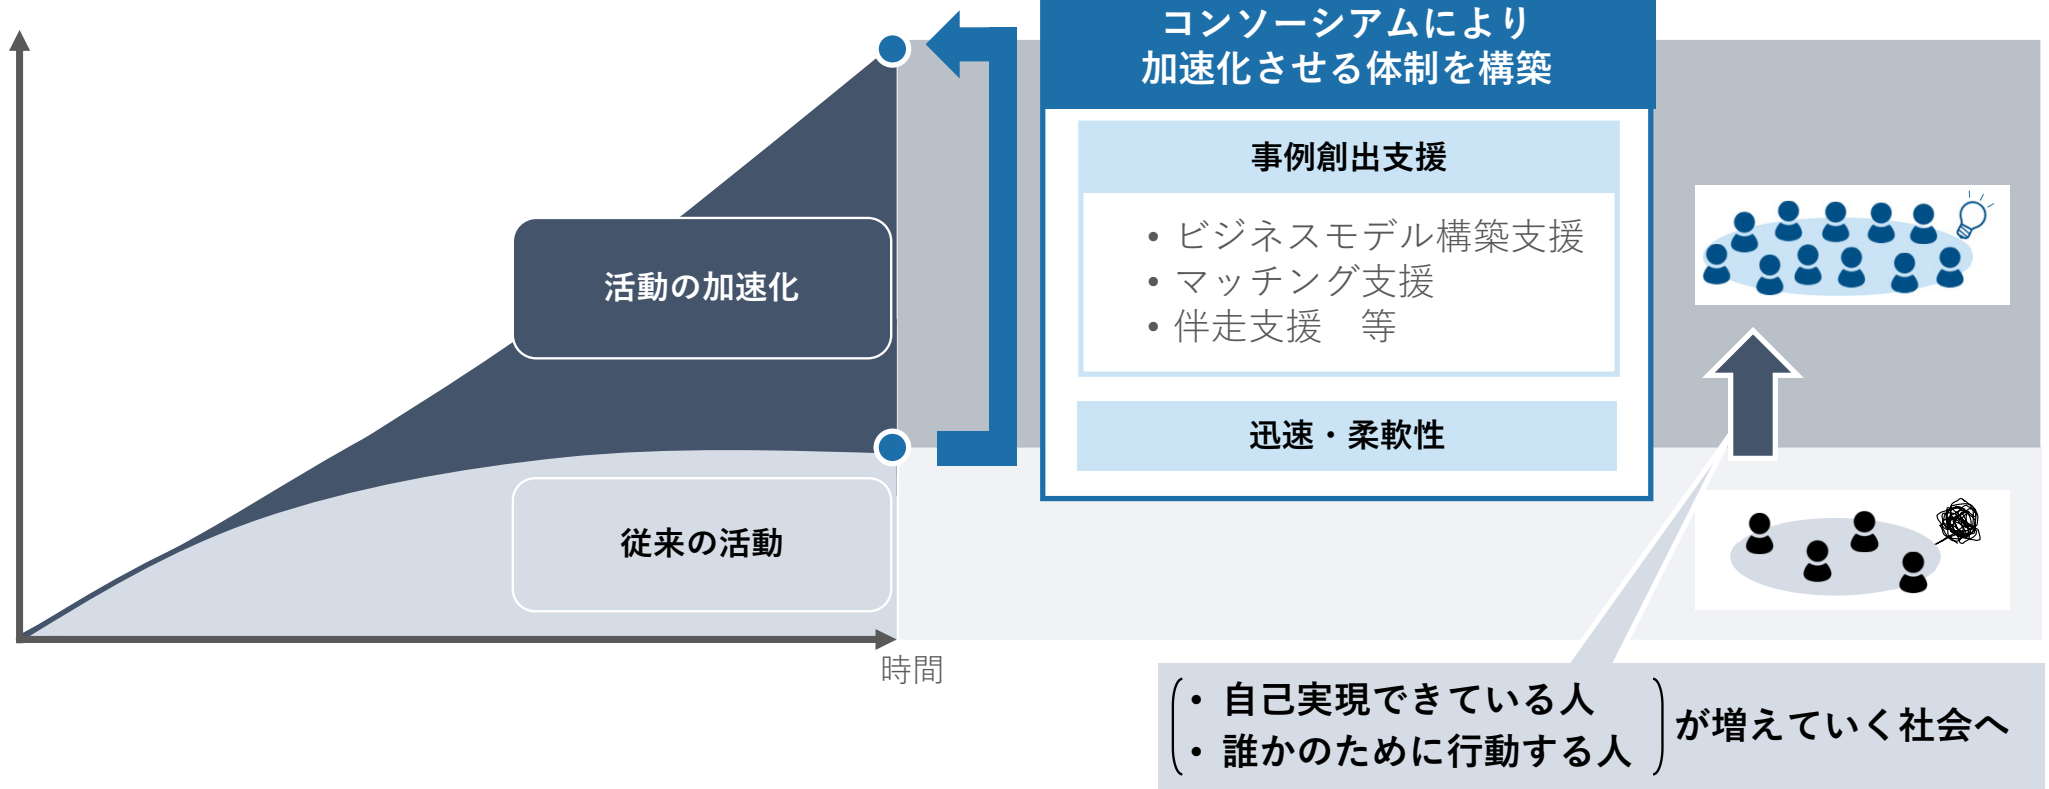 コンソーシアムにより
加速化させる体制を構築
事例創出支援
• ビジネスモデル構築支援
• マッチング支援
• 伴走支援　等
迅速・柔軟性
活動の加速化
従来の活動
時間
• 自己実現できている人
• 誰かのために行動する人
が増えていく社会へ